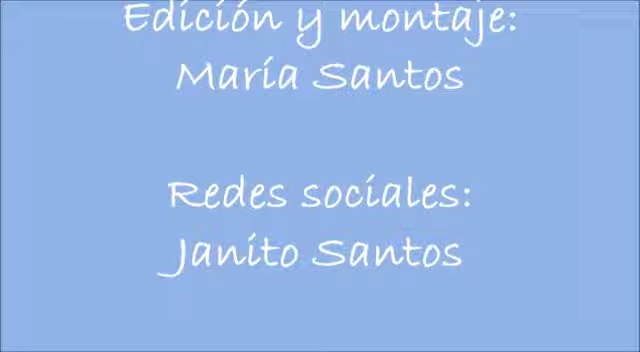 Edición y montaje:
María Santos
Redes sociales:
Janito Santos